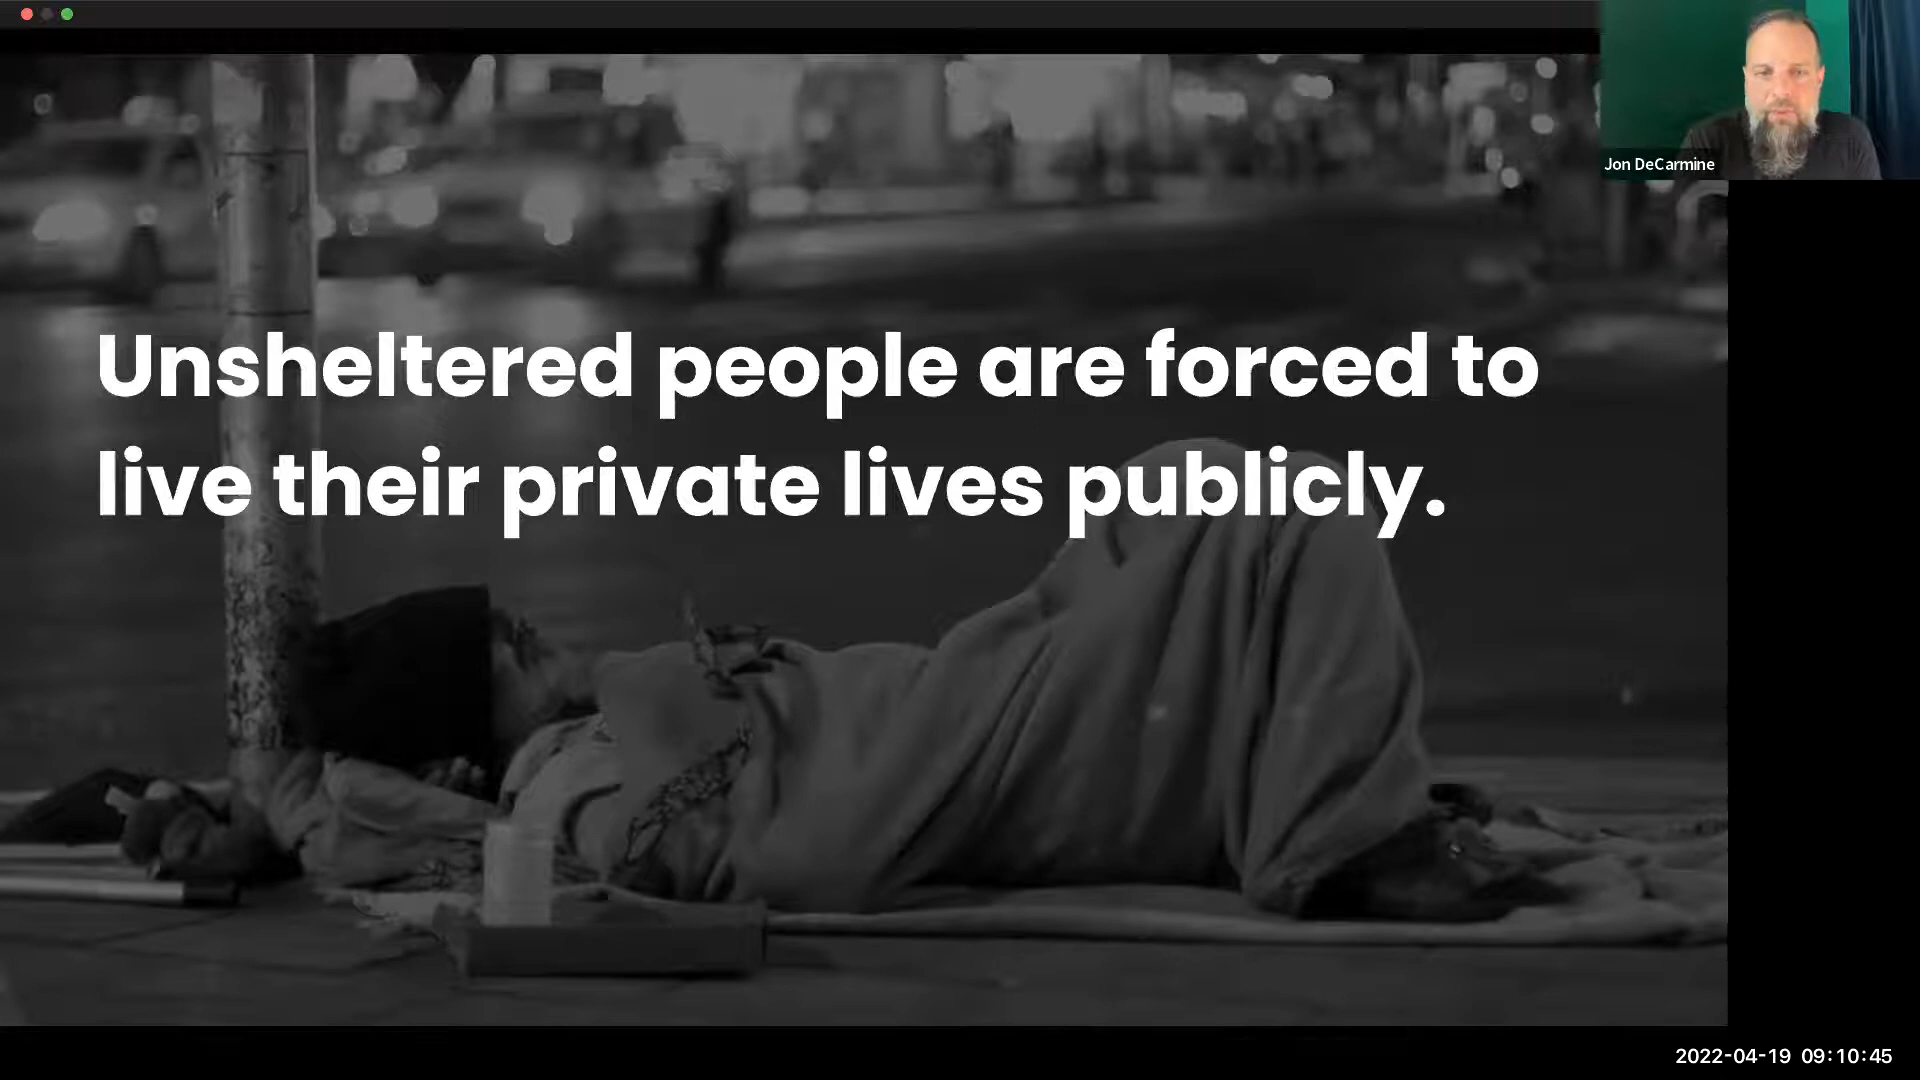 Jon DeCarmine
Unsheltered people are forced to
live their private lives publicly.
2022-04-19 09:10:45